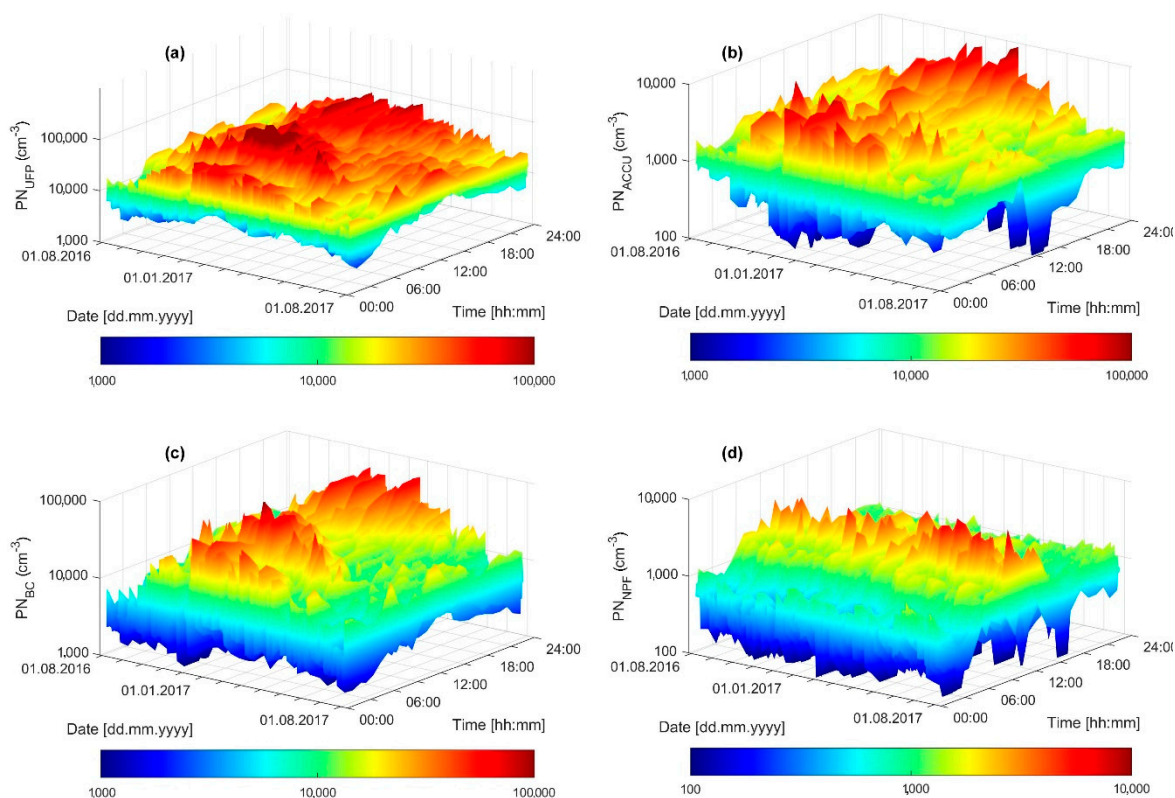 (a)
PN_UFP (cm⁻³)
100,000
10,000
1,000
01.08.2016
01.01.2017
01.08.2017
00:00
06:00
12:00
18:00
24:00
Date [dd.mm.yyyy]
Time [hh:mm]
1,000 10,000 100,000
(b)
PN_ACCU (cm⁻³)
10,000
1,000
100
01.08.2016
01.01.2017
01.08.2017
00:00
06:00
12:00
18:00
24:00
Date [dd.mm.yyyy]
Time [hh:mm]
1,000 10,000 100,000
(c)
PN_BC (cm⁻³)
100,000
10,000
1,000
01.08.2016
01.01.2017
01.08.2017
00:00
06:00
12:00
18:00
24:00
Date [dd.mm.yyyy]
Time [hh:mm]
1,000 10,000 100,000
(d)
PN_NPF (cm⁻³)
10,000
1,000
100
01.08.2016
01.01.2017
01.08.2017
00:00
06:00
12:00
18:00
24:00
Date [dd.mm.yyyy]
Time [hh:mm]
100 1,000 10,000